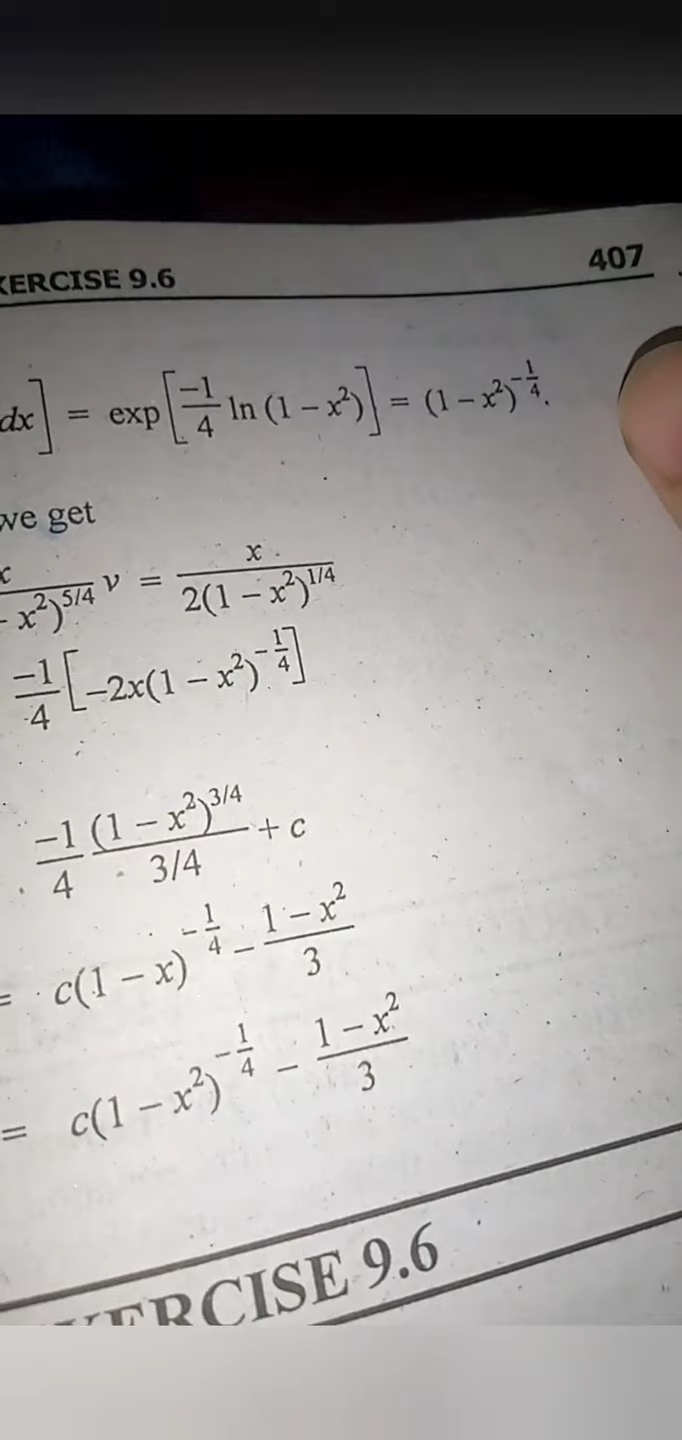 XERCISE 9.6 407
dx] = exp[-1/4 ln (1 – x²)] = (1 – x²)^(-1/4).
we get
– x²)^(5/4) v = x / 2(1 – x²)^(1/4)
-1/4 [–2x(1 – x²)^(-1/4)]
-1/4 (1 – x²)^(3/4) / 3/4 + c
= c(1 – x)^(-1/4) – (1 – x²)/3
= c(1 – x²)^(-1/4) – (1 – x²)/3
XERCISE 9.6